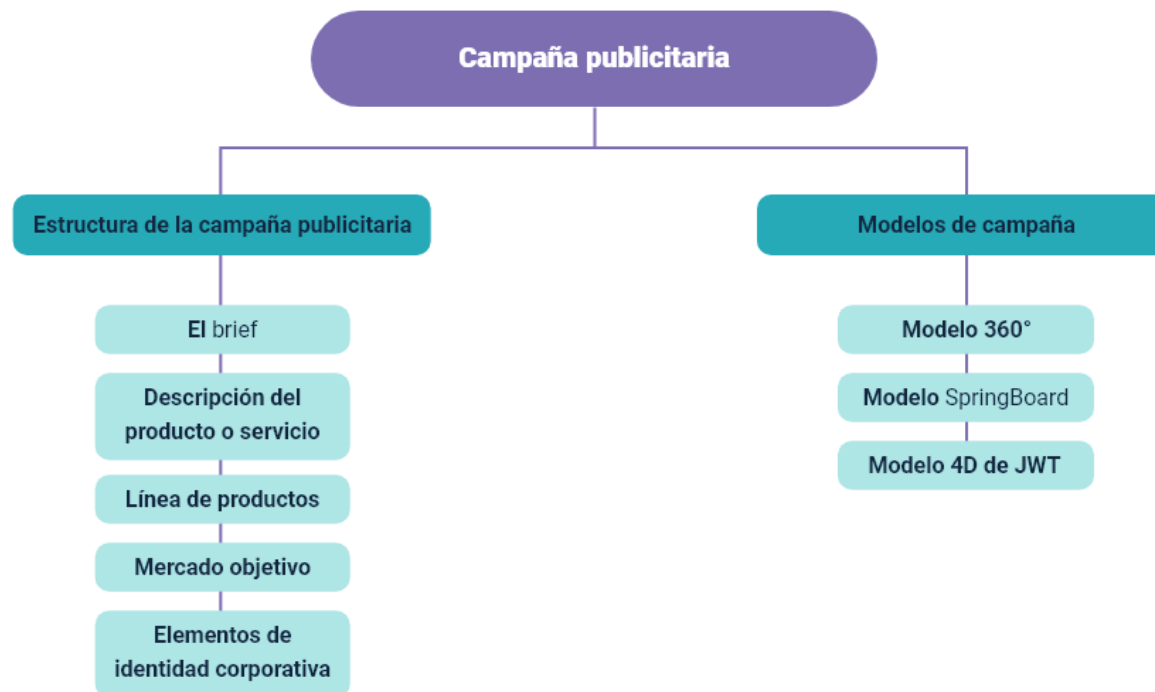 Campaña publicitaria
Estructura de la campaña publicitaria
El brief
Descripción del
producto o servicio
Línea de productos
Mercado objetivo
Elementos de
identidad corporativa
Modelos de campaña
Modelo 360°
Modelo SpringBoard
Modelo 4D de JWT